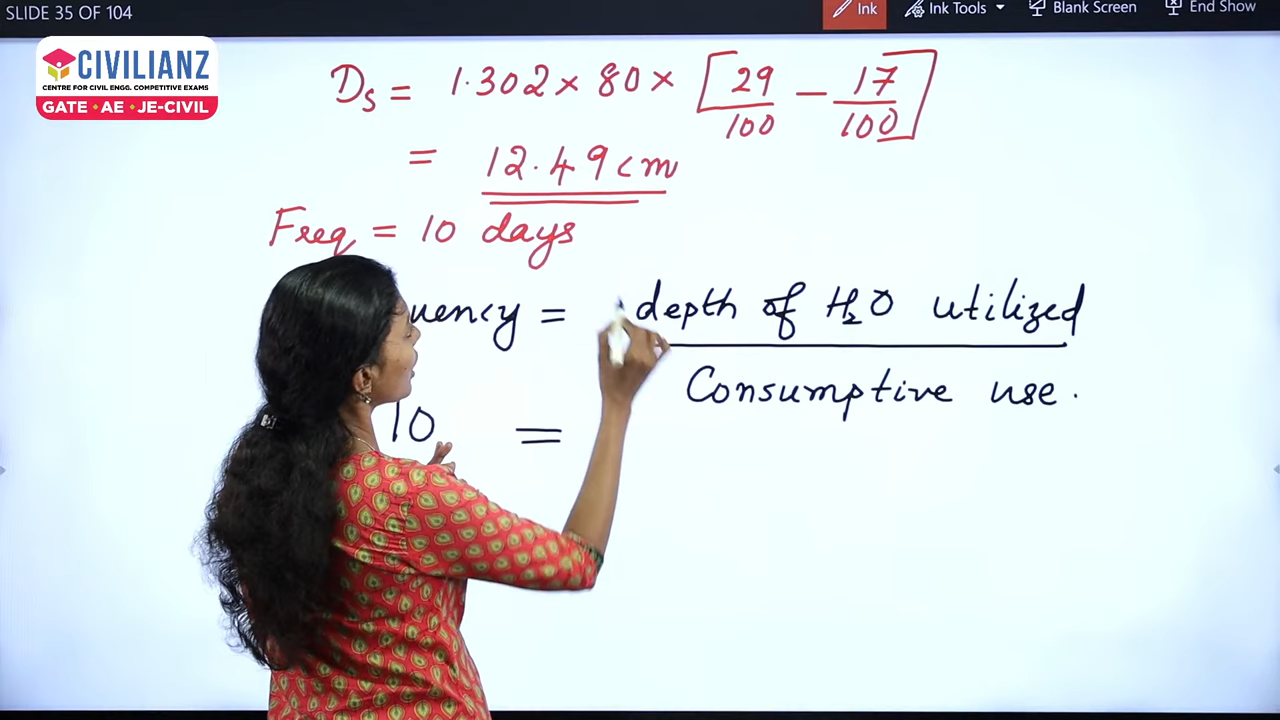 SLIDE 35 OF 104
Ink
Ink Tools
Blank Screen
End Show
CIVILIANZ
CENTRE FOR CIVIL ENGG. COMPETITIVE EXAMS
GATE • AE • JE-CIVIL
Ds = 1.302 × 80 × [29/100 − 17/100]
= 12.49 cm
Freq = 10 days
uency = depth of H2O utilized
Consumptive use.
10 =